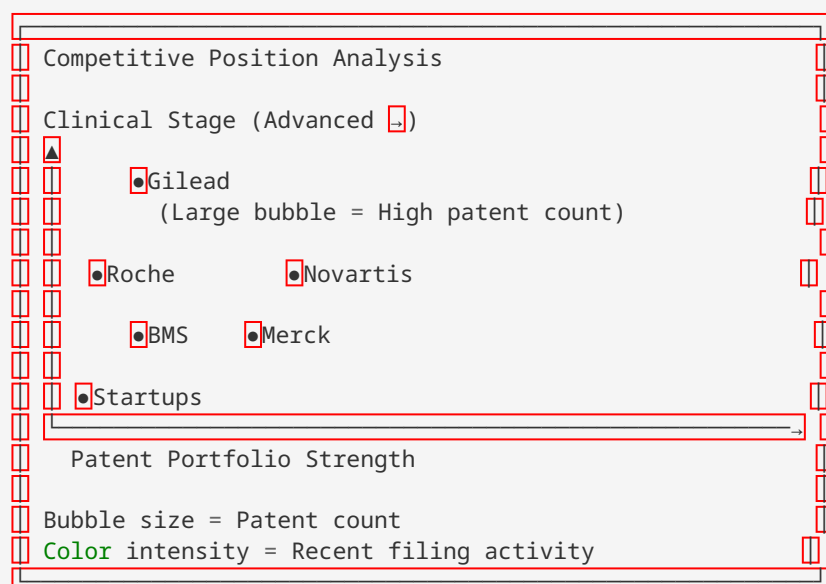 Competitive Position Analysis
Clinical Stage (Advanced →)
▲
●Gilead
(Large bubble = High patent count)
●Roche ●Novartis
●BMS ●Merck
●Startups
Patent Portfolio Strength
Bubble size = Patent count
Color intensity = Recent filing activity